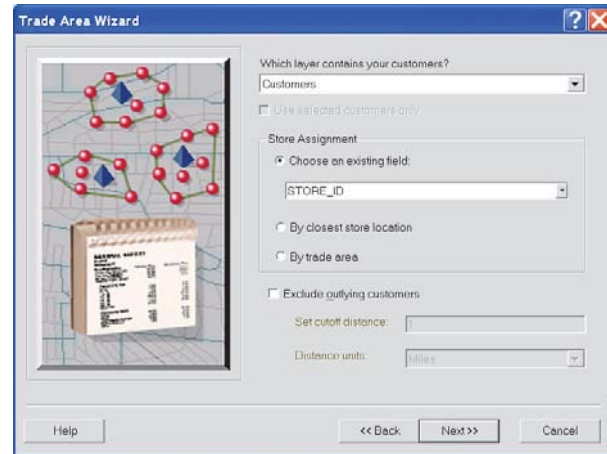 Trade Area Wizard
Which layer contains your customers?
Customers
Use selected customers only
Store Assignment
Choose an existing field:
STORE_ID
By closest store location
By trade area
Exclude outlying customers
Set cutoff distance:
1
Distance units:
Miles
Help
<< Back
Next >>
Cancel